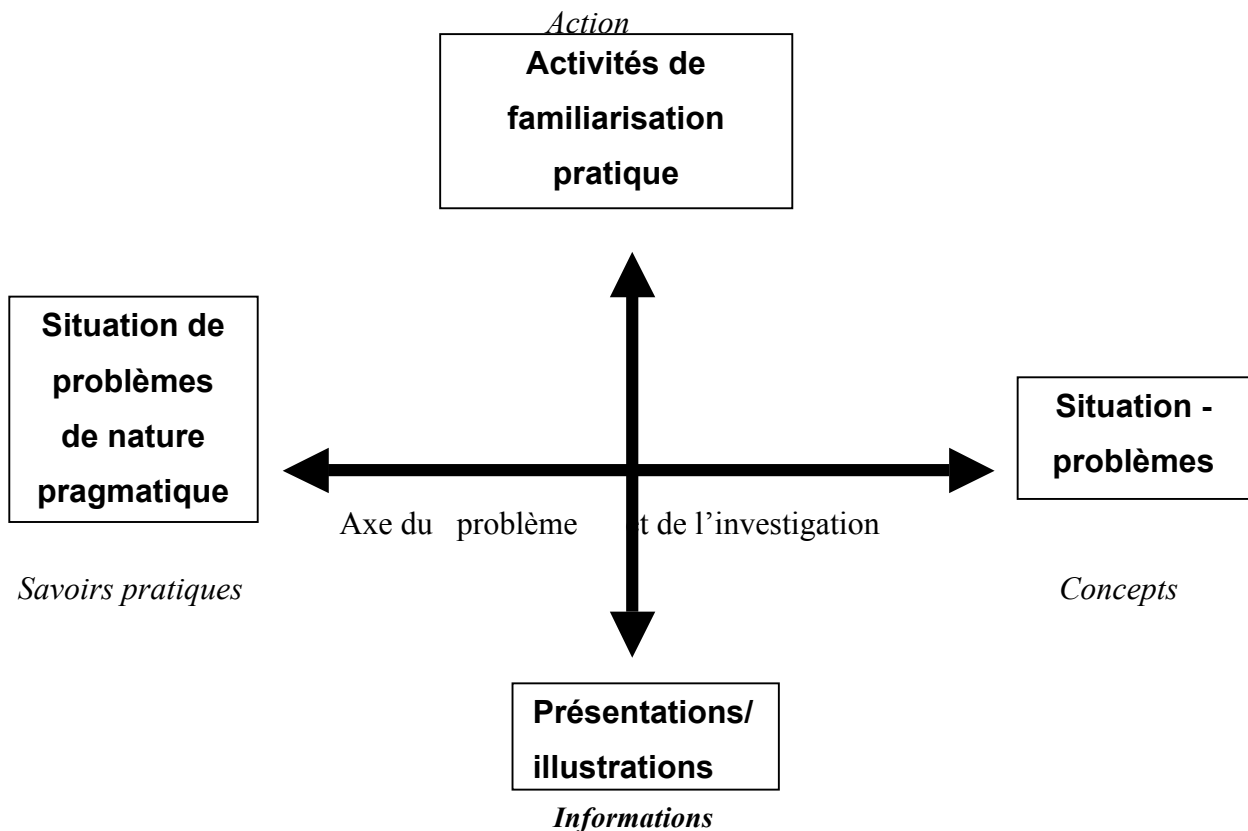 Action
Activités de
familiarisation
pratique
Situation de
problèmes
de nature
pragmatique
Situation -
problèmes
Axe du problème et de l’investigation
Savoirs pratiques
Concepts
Présentations/
illustrations
Informations